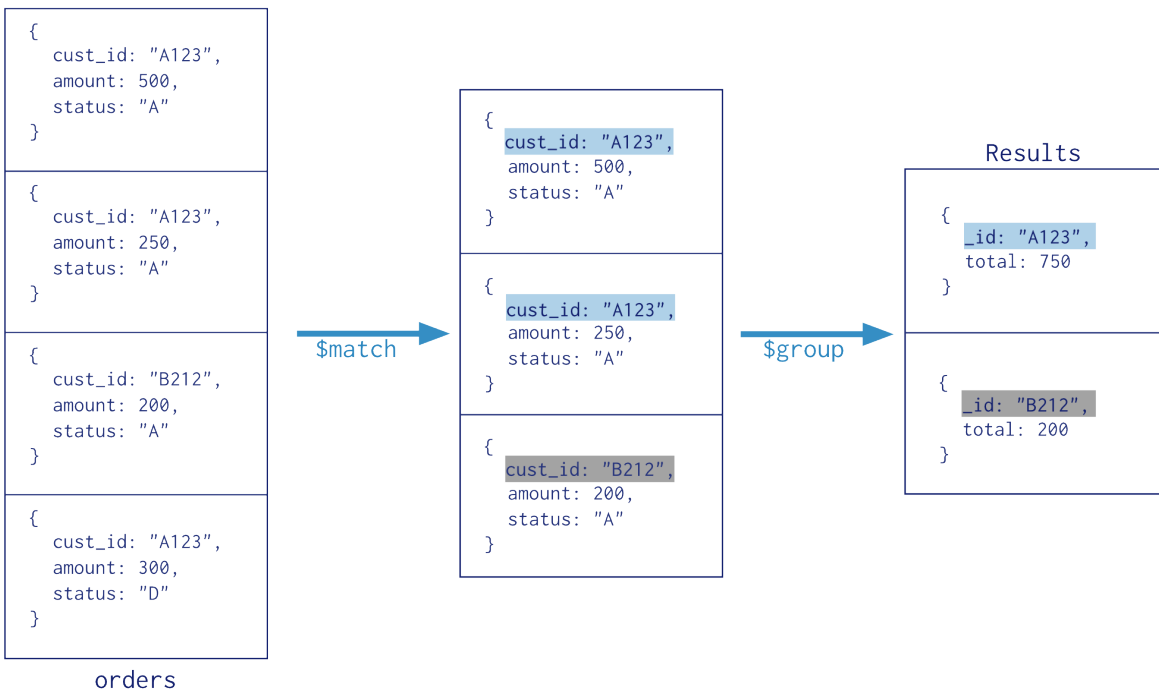 {
cust_id: "A123",
amount: 500,
status: "A"
}
{
cust_id: "A123",
amount: 250,
status: "A"
}
{
cust_id: "B212",
amount: 200,
status: "A"
}
{
cust_id: "A123",
amount: 300,
status: "D"
}
orders
$match
{
cust_id: "A123",
amount: 500,
status: "A"
}
{
cust_id: "A123",
amount: 250,
status: "A"
}
{
cust_id: "B212",
amount: 200,
status: "A"
}
$group
Results
{
_id: "A123",
total: 750
}
{
_id: "B212",
total: 200
}